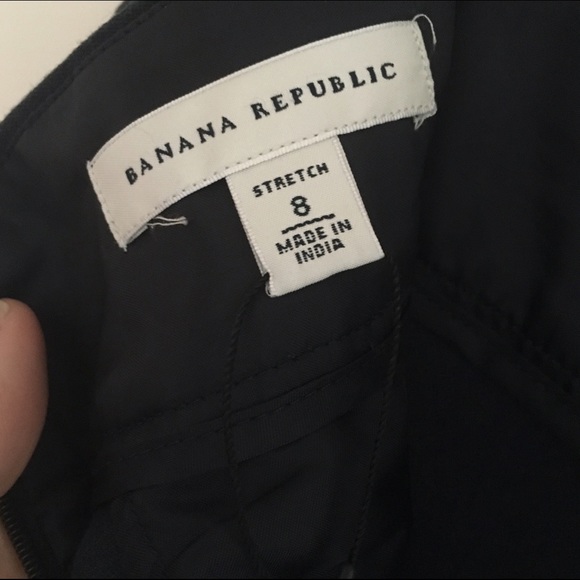 BANANA REPUBLIC
STRETCH
8
MADE IN
INDIA